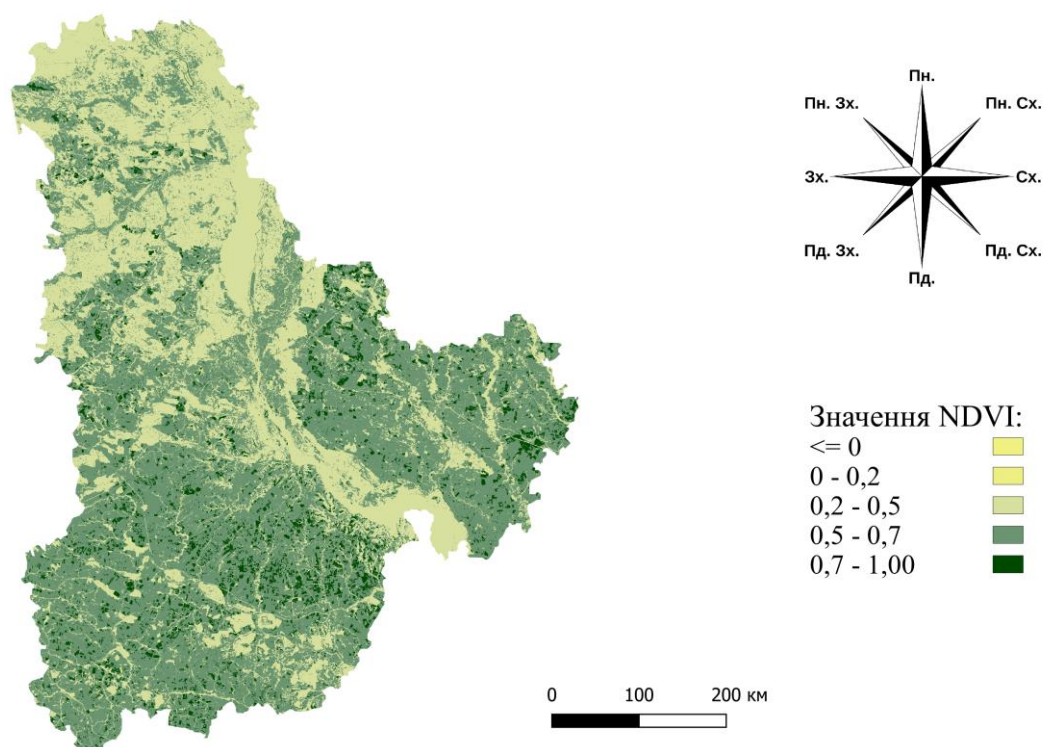 Пн.
Пн. Зх.
Пн. Сх.
Зх.
Сх.
Пд. Зх.
Пд. Сх.
Пд.
Значення NDVI:
<= 0
0 - 0,2
0,2 - 0,5
0,5 - 0,7
0,7 - 1,00
0 100 200 км